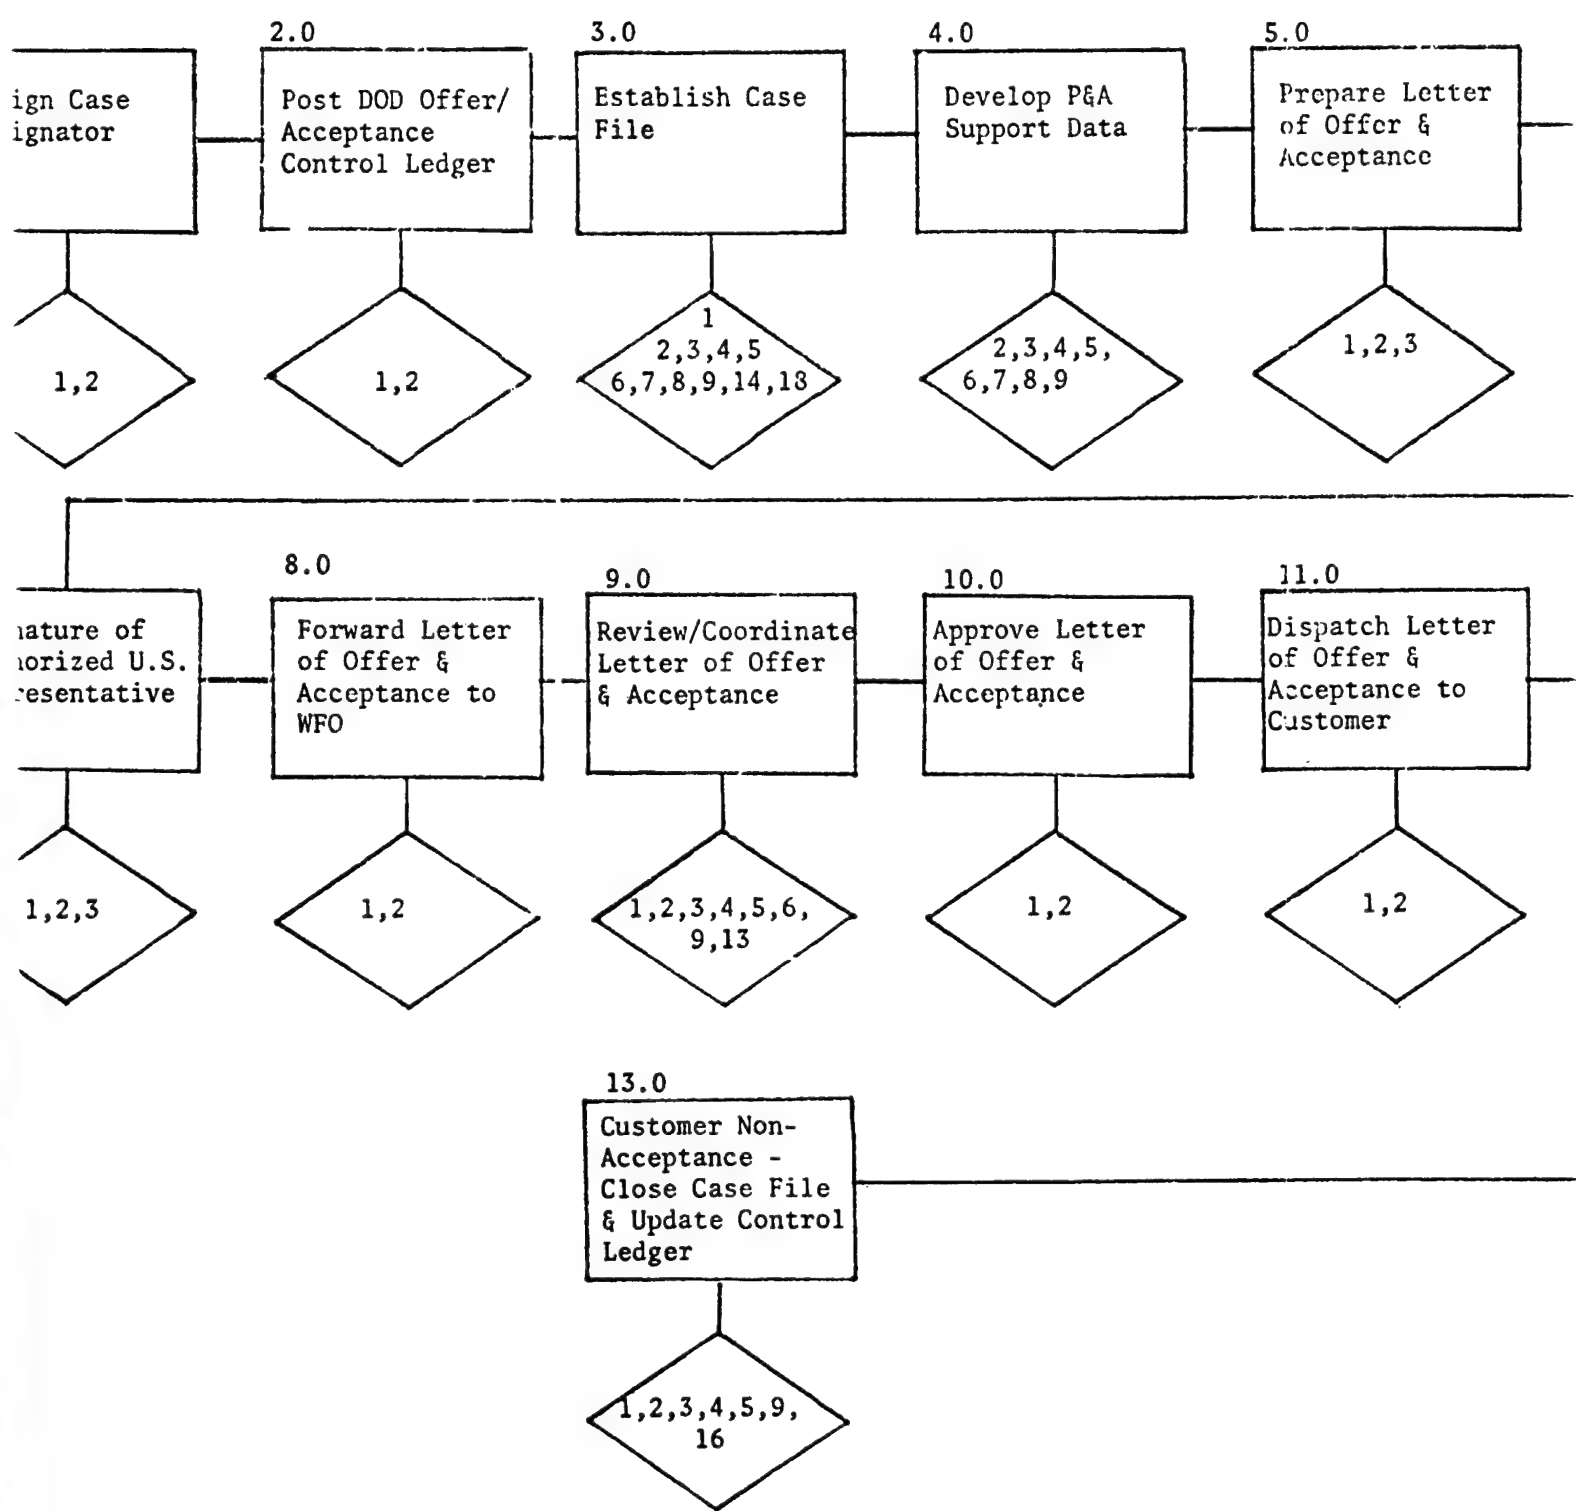 2.0
3.0
4.0
5.0
ign Case
ignator
Post DOD Offer/
Acceptance
Control Ledger
Establish Case
File
Develop P&A
Support Data
Prepare Letter
of Offer &
Acceptance
1,2
1,2
1
2,3,4,5
6,7,8,9,14,18
2,3,4,5,
6,7,8,9
1,2,3
8.0
9.0
10.0
11.0
nature of
horized U.S.
resentative
Forward Letter
of Offer &
Acceptance to
WFO
Review/Coordinate
Letter of Offer
& Acceptance
Approve Letter
of Offer &
Acceptance
Dispatch Letter
of Offer &
Acceptance to
Customer
1,2,3
1,2
1,2,3,4,5,6,
9,13
1,2
1,2
13.0
Customer Non-
Acceptance -
Close Case File
& Update Control
Ledger
1,2,3,4,5,9,
16